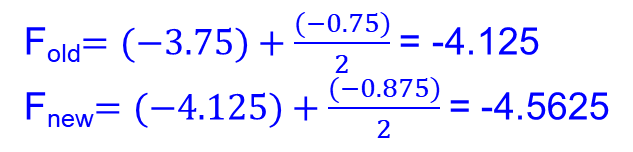 F_old= (−3.75) + (−0.75)/2 = -4.125
F_new= (−4.125) + (−0.875)/2 = -4.5625